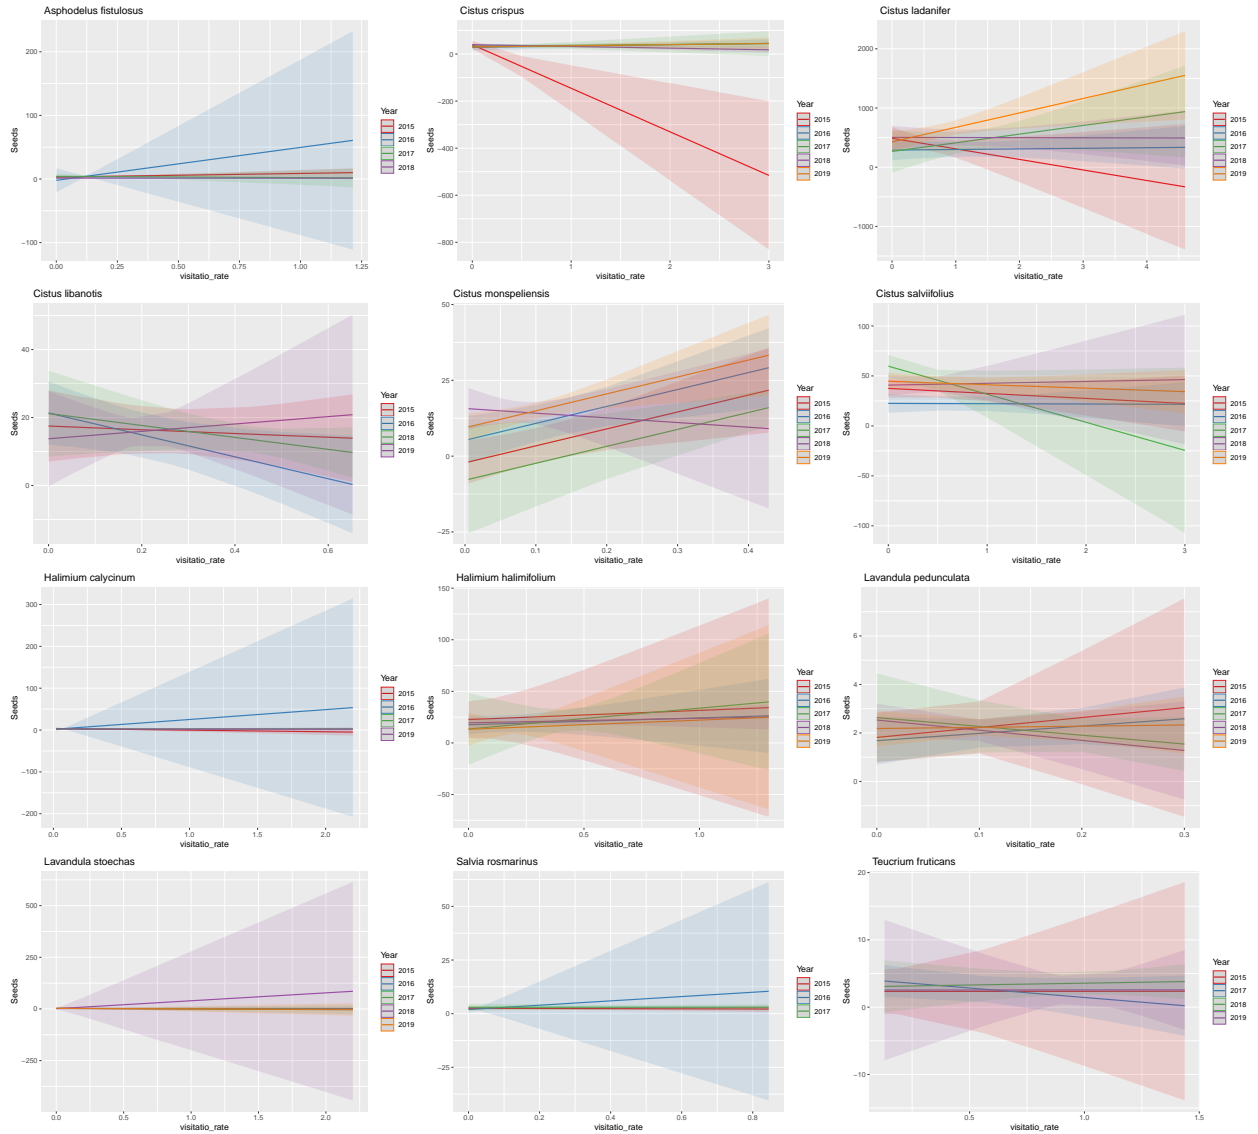 Asphodelus fistulosus
Seeds
200
100
0
−100
0.00 0.25 0.50 0.75 1.00 1.25
visitatio_rate
Year
2015
2016
2017
2018
Cistus crispus
Seeds
0
−200
−400
−600
−800
0 1 2 3
visitatio_rate
Year
2015
2016
2017
2018
2019
Cistus ladanifer
Seeds
2000
1000
0
−1000
0 1 2 3 4
visitatio_rate
Year
2015
2016
2017
2018
2019
Cistus libanotis
Seeds
40
20
0
0.0 0.2 0.4 0.6
visitatio_rate
Year
2015
2016
2018
2019
Cistus monspeliensis
Seeds
50
25
0
−25
0.0 0.1 0.2 0.3 0.4
visitatio_rate
Year
2015
2016
2017
2018
2019
Cistus salviifolius
Seeds
100
50
0
−50
−100
0 1 2 3
visitatio_rate
Year
2015
2016
2017
2018
2019
Halimium calycinum
Seeds
300
200
100
0
−100
−200
0.0 0.5 1.0 1.5 2.0
visitatio_rate
Year
2015
2016
2017
2019
Halimium halimifolium
Seeds
150
100
50
0
−50
0.0 0.5 1.0
visitatio_rate
Year
2015
2016
2017
2018
2019
Lavandula pedunculata
Seeds
6
4
2
0
0.0 0.1 0.2 0.3
visitatio_rate
Year
2015
2016
2017
2018
2019
Lavandula stoechas
Seeds
500
250
0
−250
0.0 0.5 1.0 1.5 2.0
visitatio_rate
Year
2015
2016
2017
2018
2019
Salvia rosmarinus
Seeds
50
25
0
−25
0.0 0.2 0.4 0.6 0.8
visitatio_rate
Year
2015
2016
2017
Teucrium fruticans
Seeds
20
10
0
−10
0.5 1.0 1.5
visitatio_rate
Year
2015
2017
2018
2019